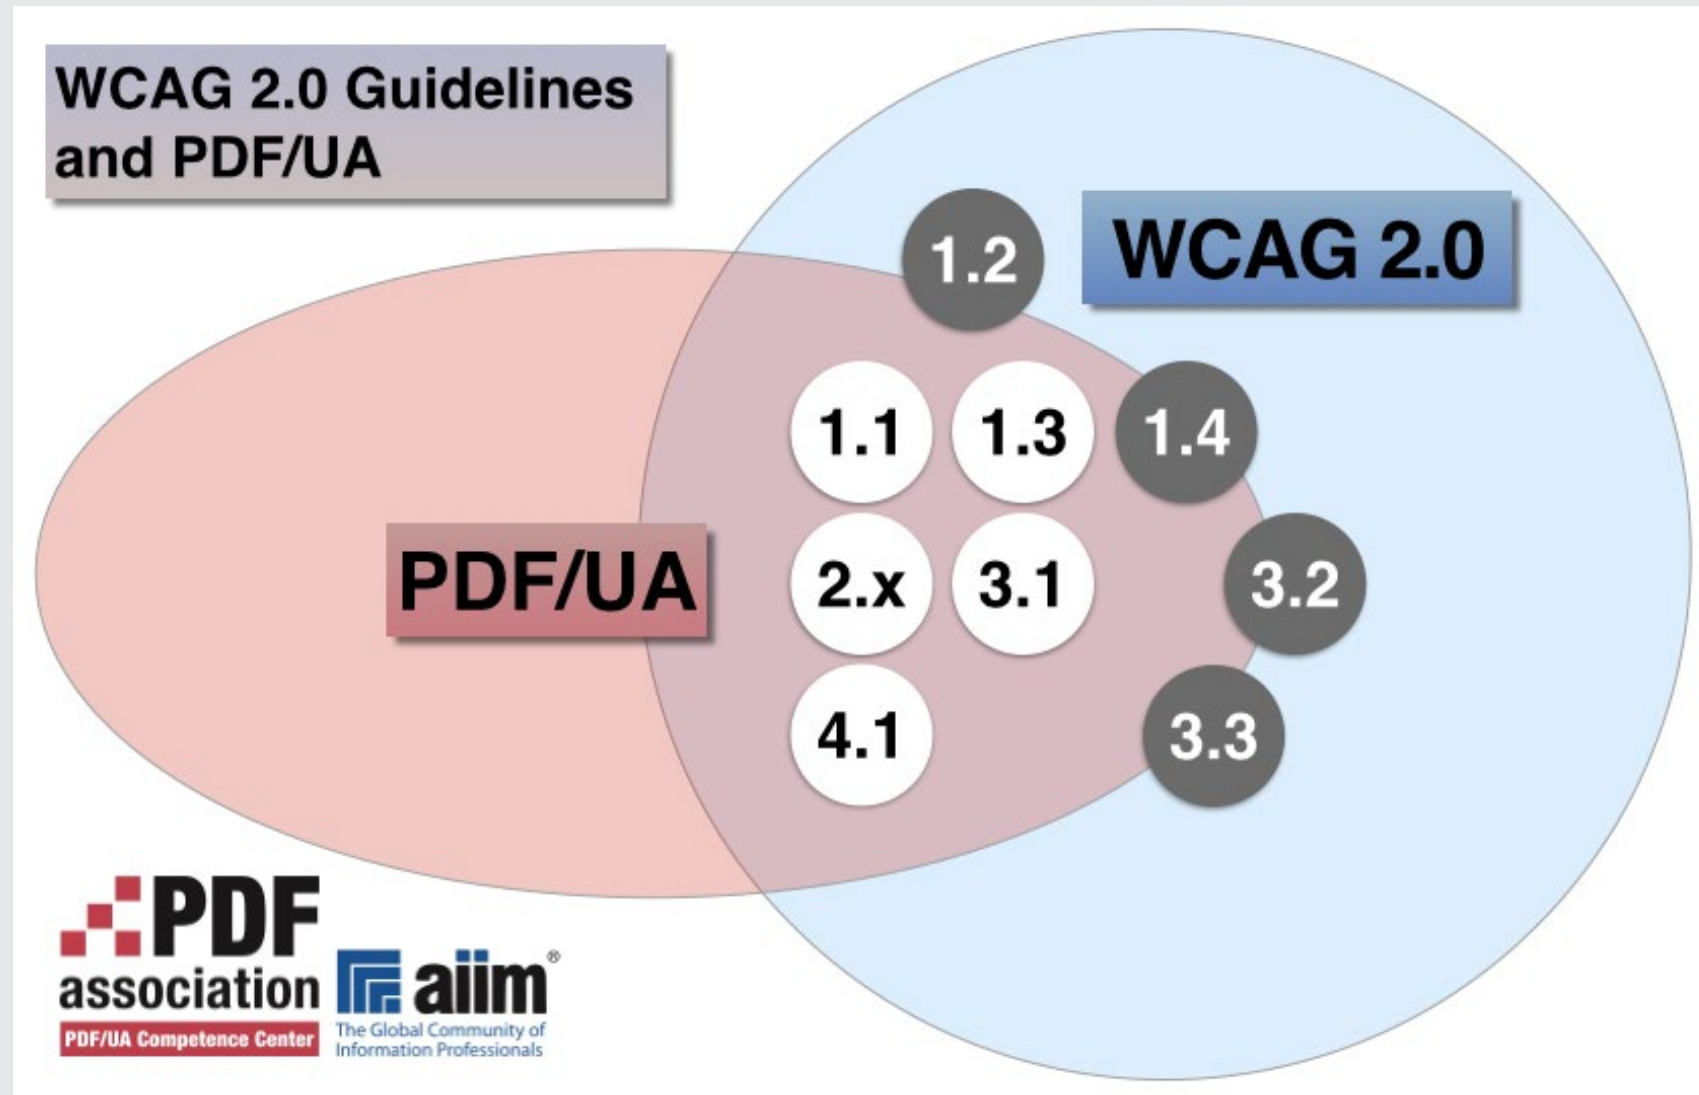 WCAG 2.0 Guidelines
and PDF/UA
WCAG 2.0
1.2
1.1
1.3
1.4
PDF/UA
2.x
3.1
3.2
4.1
3.3
PDF
association
PDF/UA Competence Center
aiim®
The Global Community of
Information Professionals